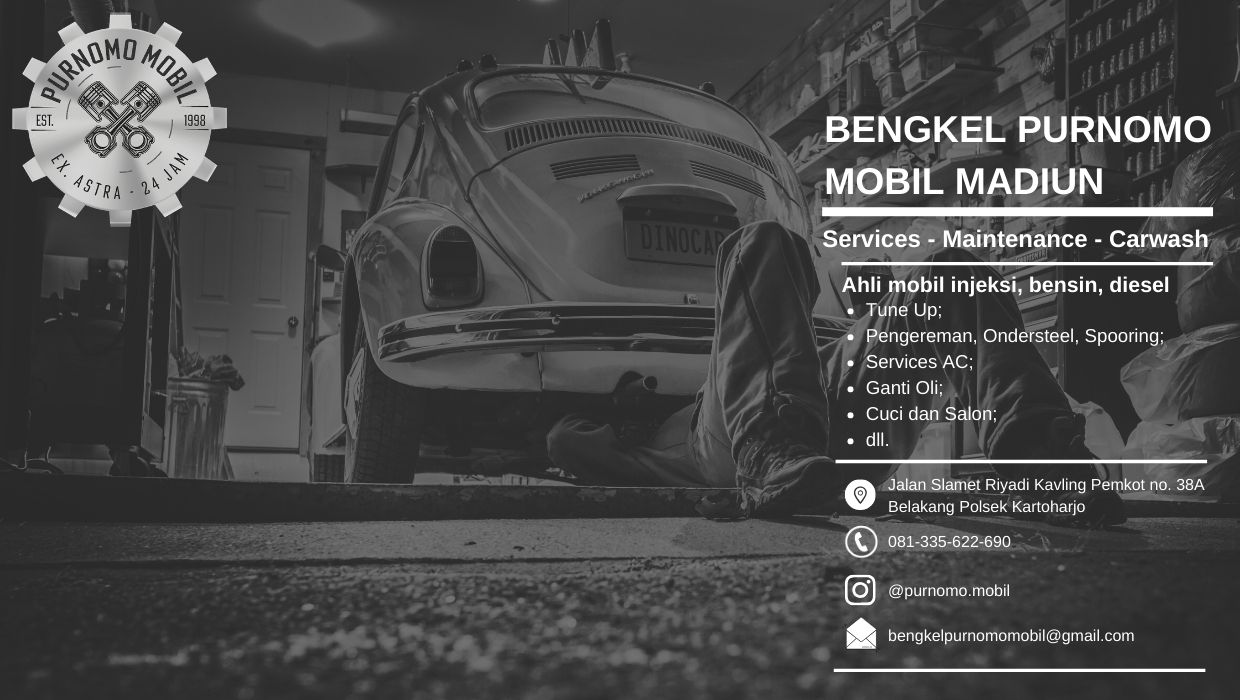 PURNOMO MOBIL
EST.
1998
EX. ASTRA - 24 JAM
DINOCAR
BENGKEL PURNOMO
MOBIL MADIUN
Services - Maintenance - Carwash
Ahli mobil injeksi, bensin, diesel
• Tune Up;
• Pengereman, Ondersteel, Spooring;
• Services AC;
• Ganti Oli;
• Cuci dan Salon;
• dll.
Jalan Slamet Riyadi Kavling Pemkot no. 38A
Belakang Polsek Kartoharjo
081-335-622-690
@purnomo.mobil
bengkelpurnomomobil@gmail.com